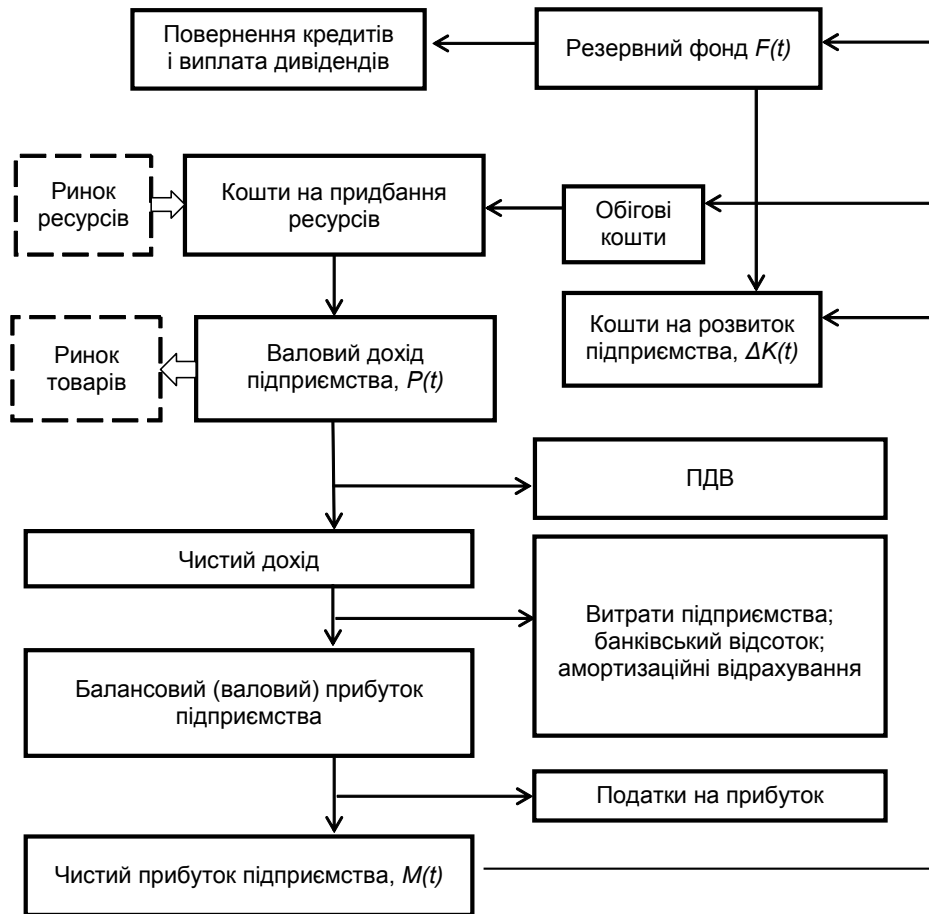 Повернення кредитів
і виплата дивідендів
Резервний фонд F(t)
Ринок
ресурсів
Кошти на придбання
ресурсів
Обігові
кошти
Ринок
товарів
Валовий дохід
підприємства, P(t)
Кошти на розвиток
підприємства, ΔK(t)
ПДВ
Чистий дохід
Витрати підприємства;
банківський відсоток;
амортизаційні відрахування
Балансовий (валовий) прибуток
підприємства
Податки на прибуток
Чистий прибуток підприємства, M(t)